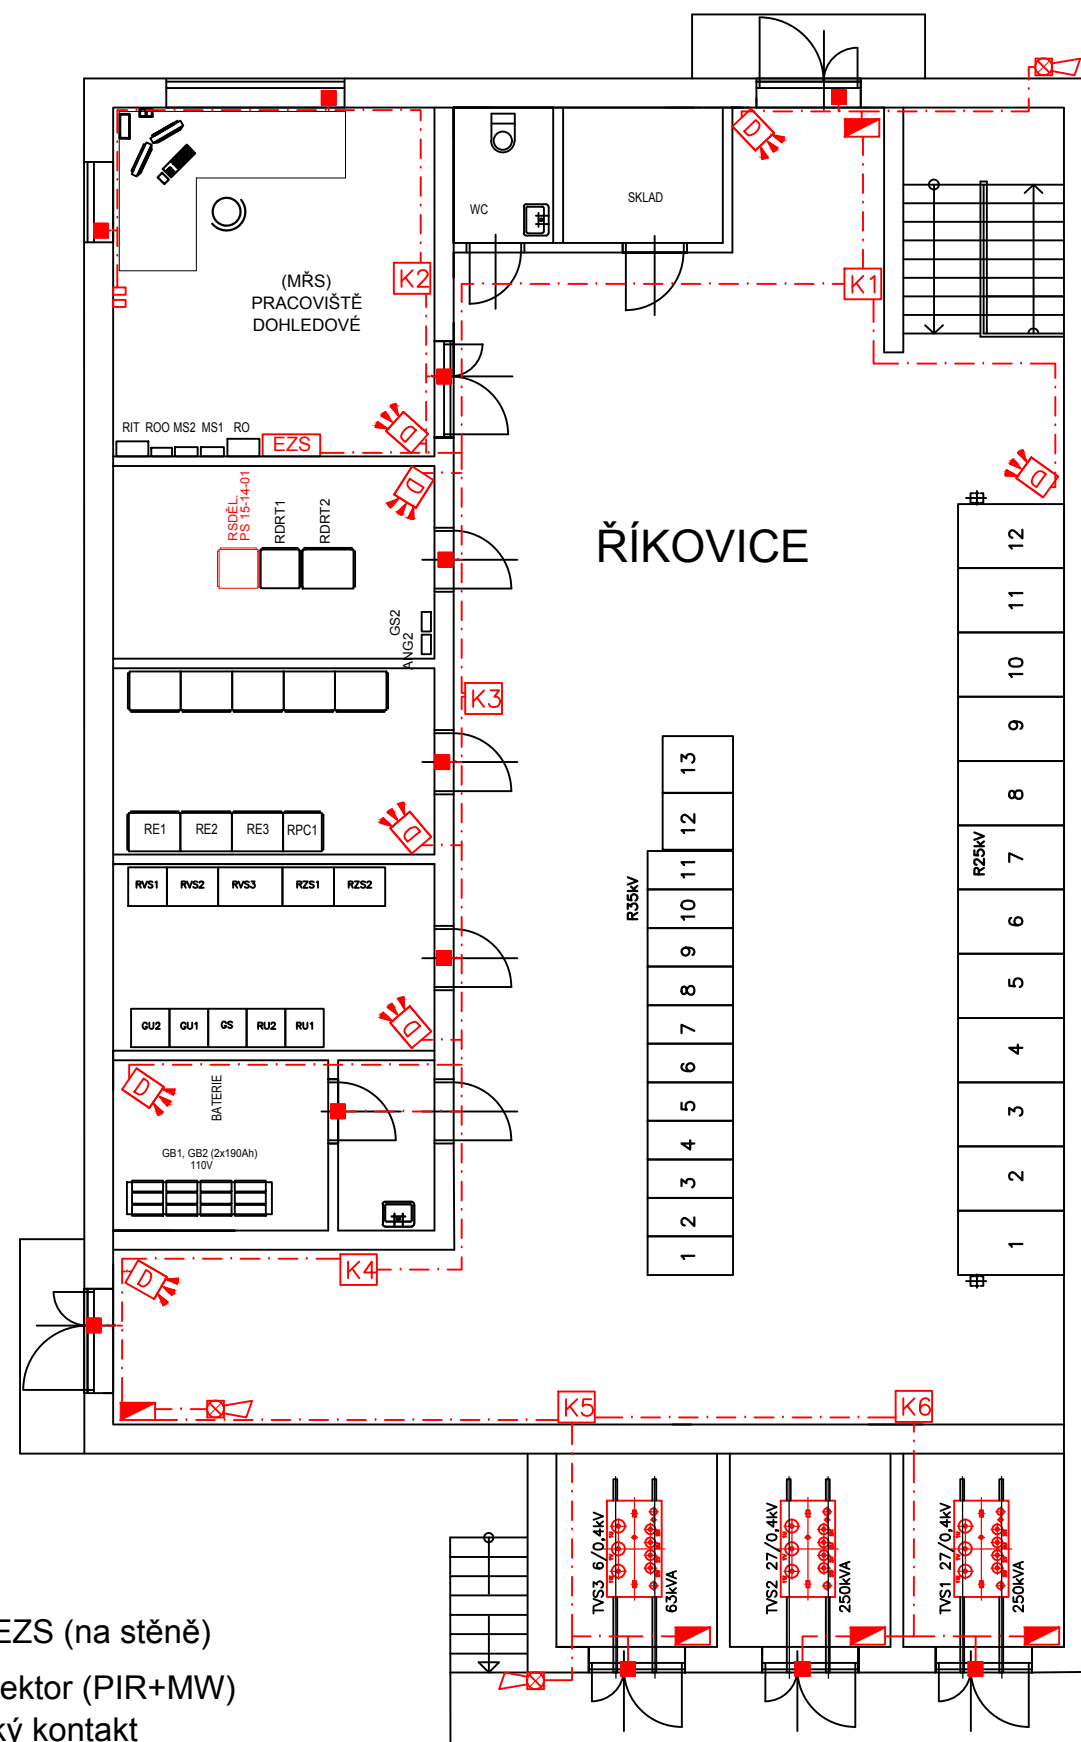 D
WC
SKLAD
K2
K1
(MŘS)
PRACOVIŠTĚ
DOHLEDOVÉ
RIT ROO MS2 MS1 RO
EZS
D
D
D
RSDĚL.
PS 15-14-01
RDRT1
RDRT2
GS2
ANG2
ŘÍKOVICE
K3
RE1 RE2 RE3 RPC1
D
RVS1 RVS2 RVS3 RZS1 RZS2
GU2 GU1 GS RU2 RU1
D
D
BATERIE
GB1, GB2 (2x190Ah)
110V
K4
D
R35kV
13
12
11
10
9
8
7
6
5
4
3
2
1
R25kV
12
11
10
9
8
7
6
5
4
3
2
1
K5
K6
TVS3 6/0,4kV
63kVA
TVS2 27/0,4kV
250kVA
TVS1 27/0,4kV
250kVA
EZS (na stěně)
ektor (PIR+MW)
ký kontakt